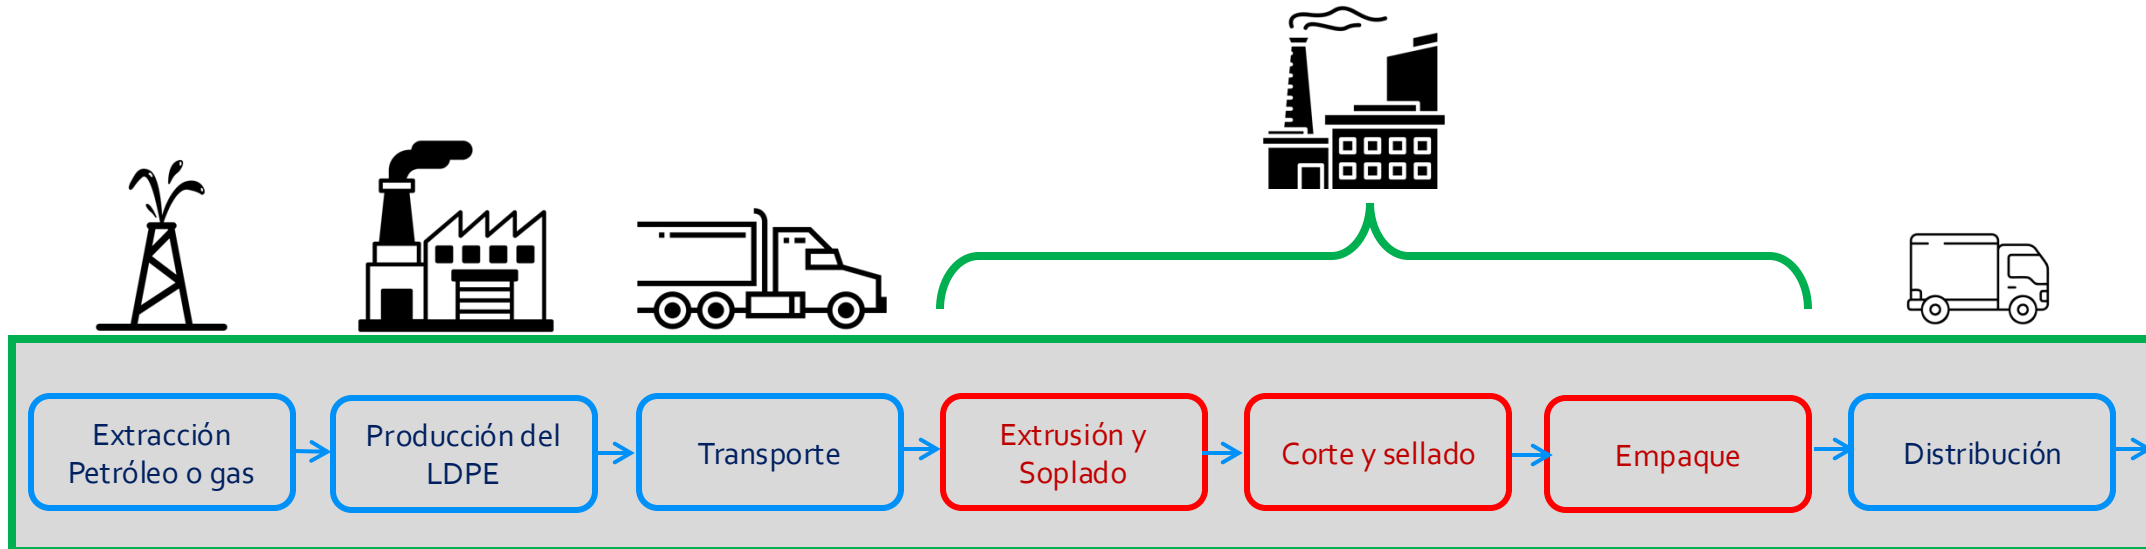 Extracción
Petróleo o gas
Producción del
LDPE
Transporte
Extrusión y
Soplado
Corte y sellado
Empaque
Distribución